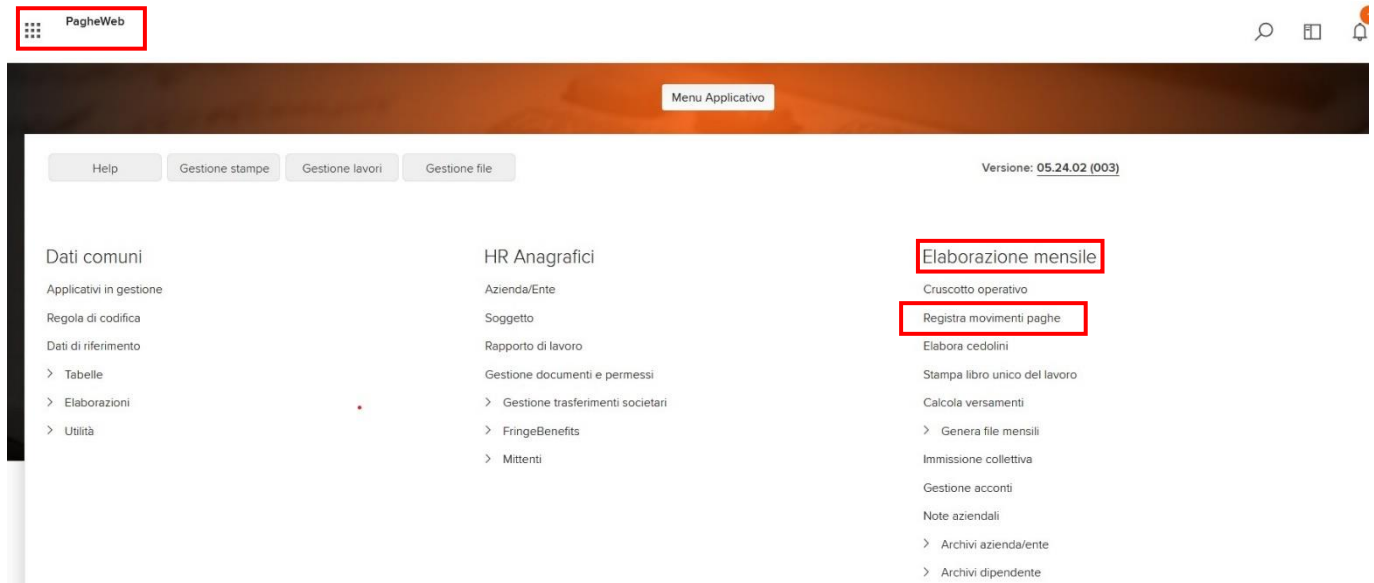 PagheWeb
Menu Applicativo
Help
Gestione stampe
Gestione lavori
Gestione file
Versione: 05.24.02 (003)
Dati comuni
Applicativi in gestione
Regola di codifica
Dati di riferimento
Tabelle
Elaborazioni
Utilità
HR Anagrafici
Azienda/Ente
Soggetto
Rapporto di lavoro
Gestione documenti e permessi
Gestione trasferimenti societari
FringeBenefits
Mittenti
Elaborazione mensile
Cruscotto operativo
Registra movimenti paghe
Elabora cedolini
Stampa libro unico del lavoro
Calcola versamenti
Genera file mensili
Immissione collettiva
Gestione acconti
Note aziendali
Archivi azienda/ente
Archivi dipendente